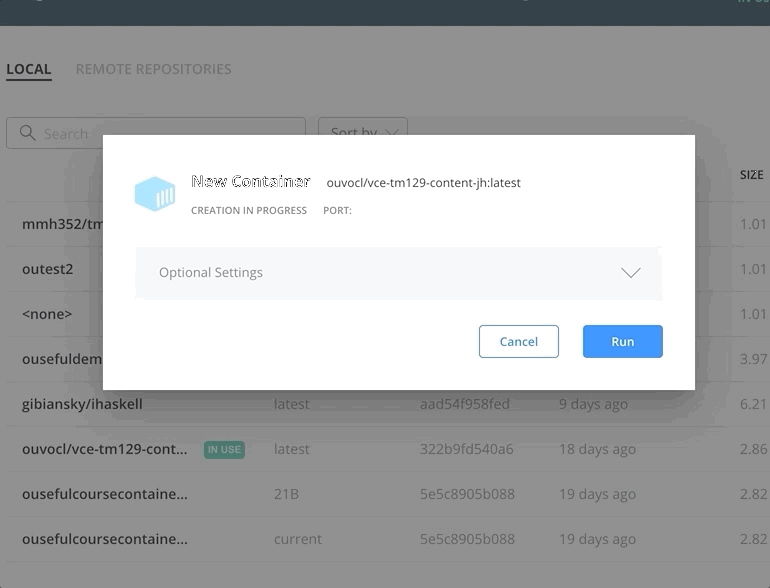 LOCAL REMOTE REPOSITORIES
Search Sort by
SIZE
New Container ouvocl/vce-tm129-content-jh:latest
CREATION IN PROGRESS PORT:
mmh352/tm 1.01
outest2 1.01
Optional Settings
<none> 1.01
Cancel Run
ousefuldem 3.97
gibiansky/ihaskell latest aad54f958fed 9 days ago 6.21
ouvocl/vce-tm129-cont... IN USE latest 322b9fd540a6 18 days ago 2.86
ousefulcoursecontaine... 21B 5e5c8905b088 19 days ago 2.82
ousefulcoursecontaine... current 5e5c8905b088 19 days ago 2.82